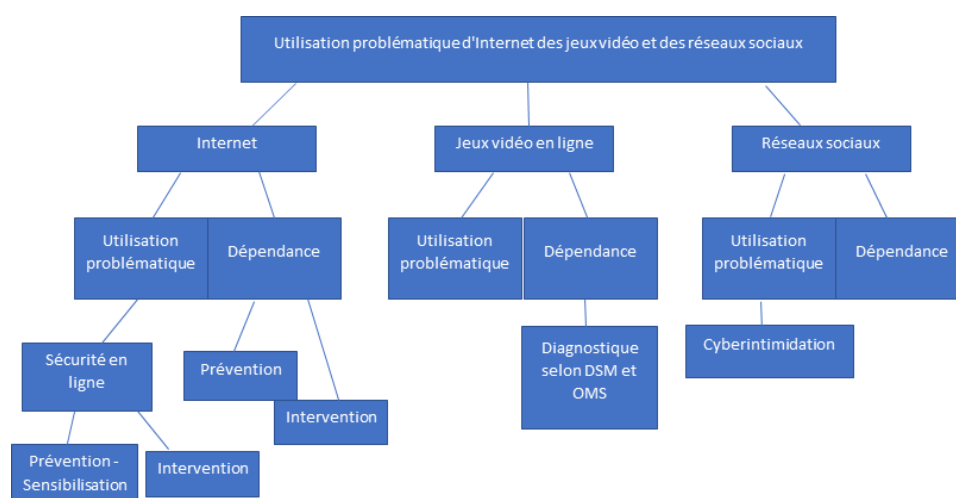 Utilisation problématique d'Internet des jeux vidéo et des réseaux sociaux
Internet
Jeux vidéo en ligne
Réseaux sociaux
Utilisation
problématique
Dépendance
Utilisation
problématique
Dépendance
Utilisation
problématique
Dépendance
Sécurité en
ligne
Prévention
Intervention
Diagnostique
selon DSM et
OMS
Cyberintimidation
Prévention -
Sensibilisation
Intervention